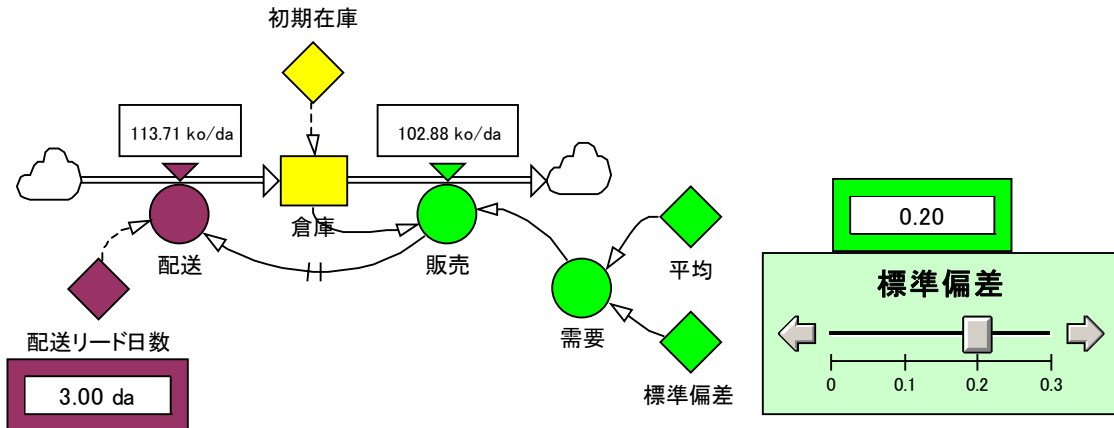 初期在庫
113.71 ko/da
102.88 ko/da
倉庫
配送
販売
平均
需要
標準偏差
配送リード日数
3.00 da
0.20
標準偏差
0
0.1
0.2
0.3